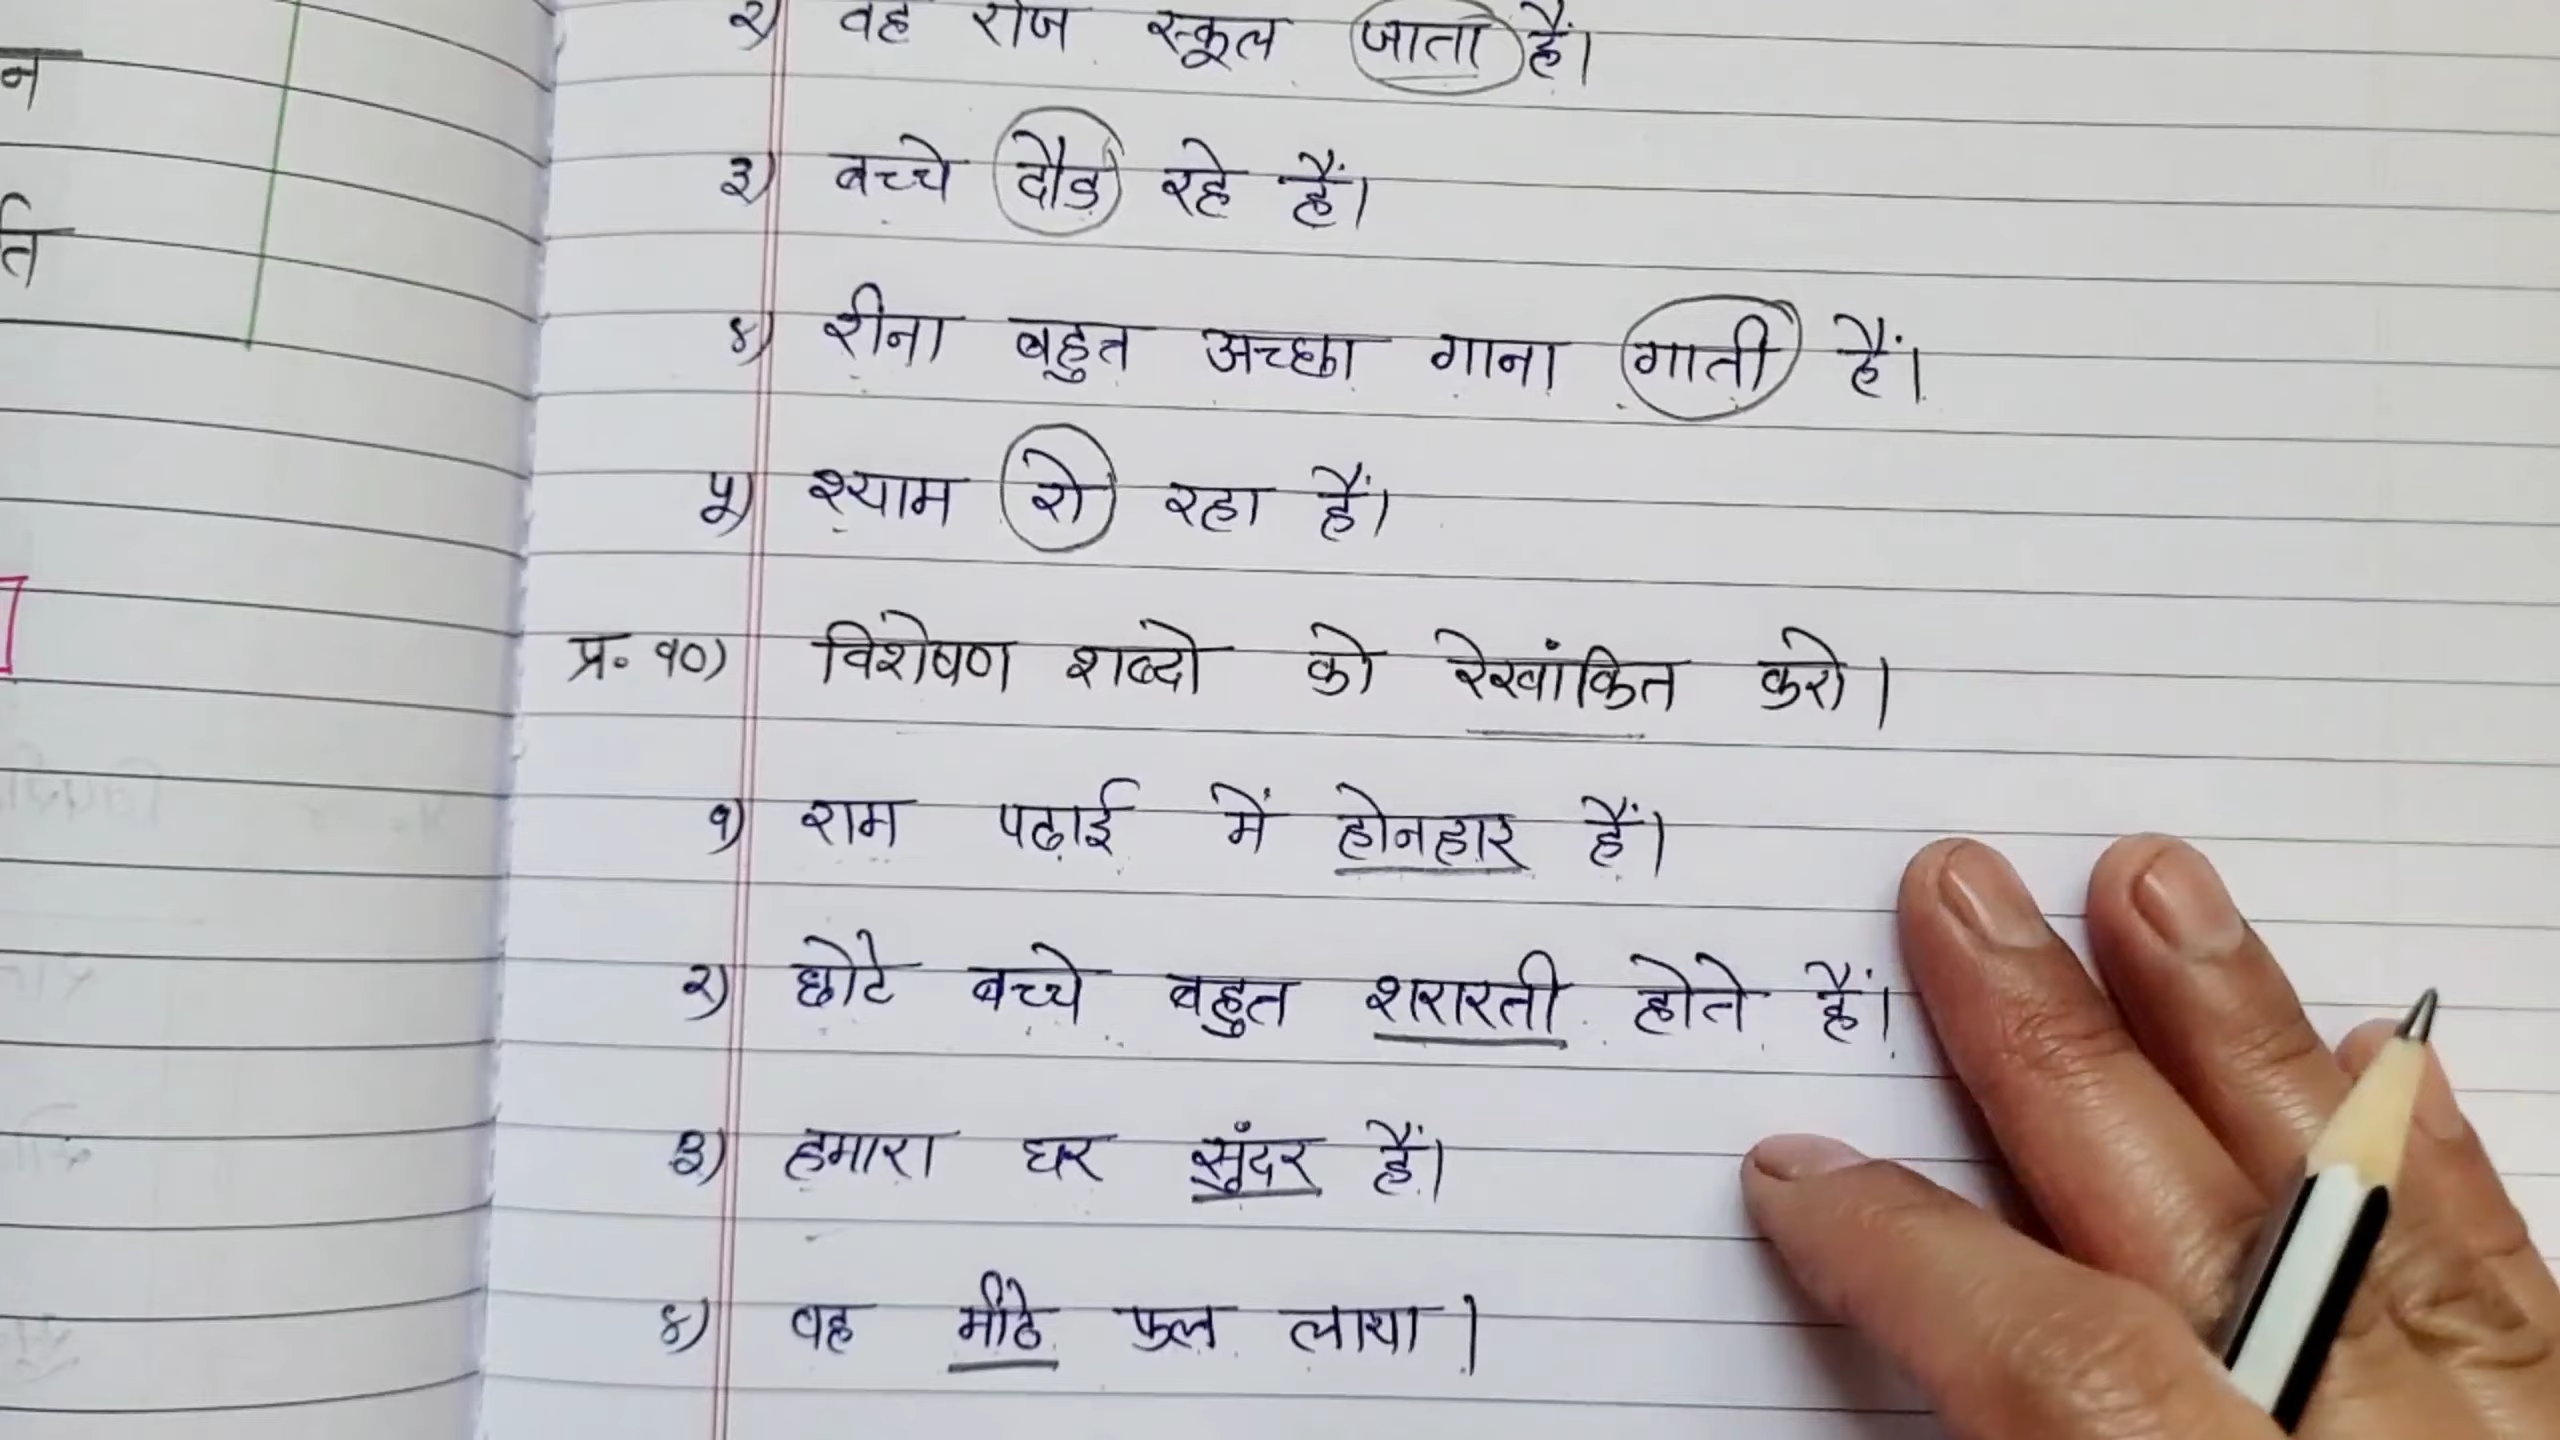 २) वह रोज स्कूल जाता हैं।
३) बच्चे दौड रहे हैं।
४) रीना बहुत अच्छा गाना गाती हैं।
५) श्याम रो रहा हैं।
प्र॰ १०) विशेषण शब्दो को रेखांकित करो।
१) राम पढाई में होनहार हैं।
२) छोटे बच्चे बहुत शरारती होते हैं।
३) हमारा घर सुंदर हैं।
४) वह मीठे फल लाया।